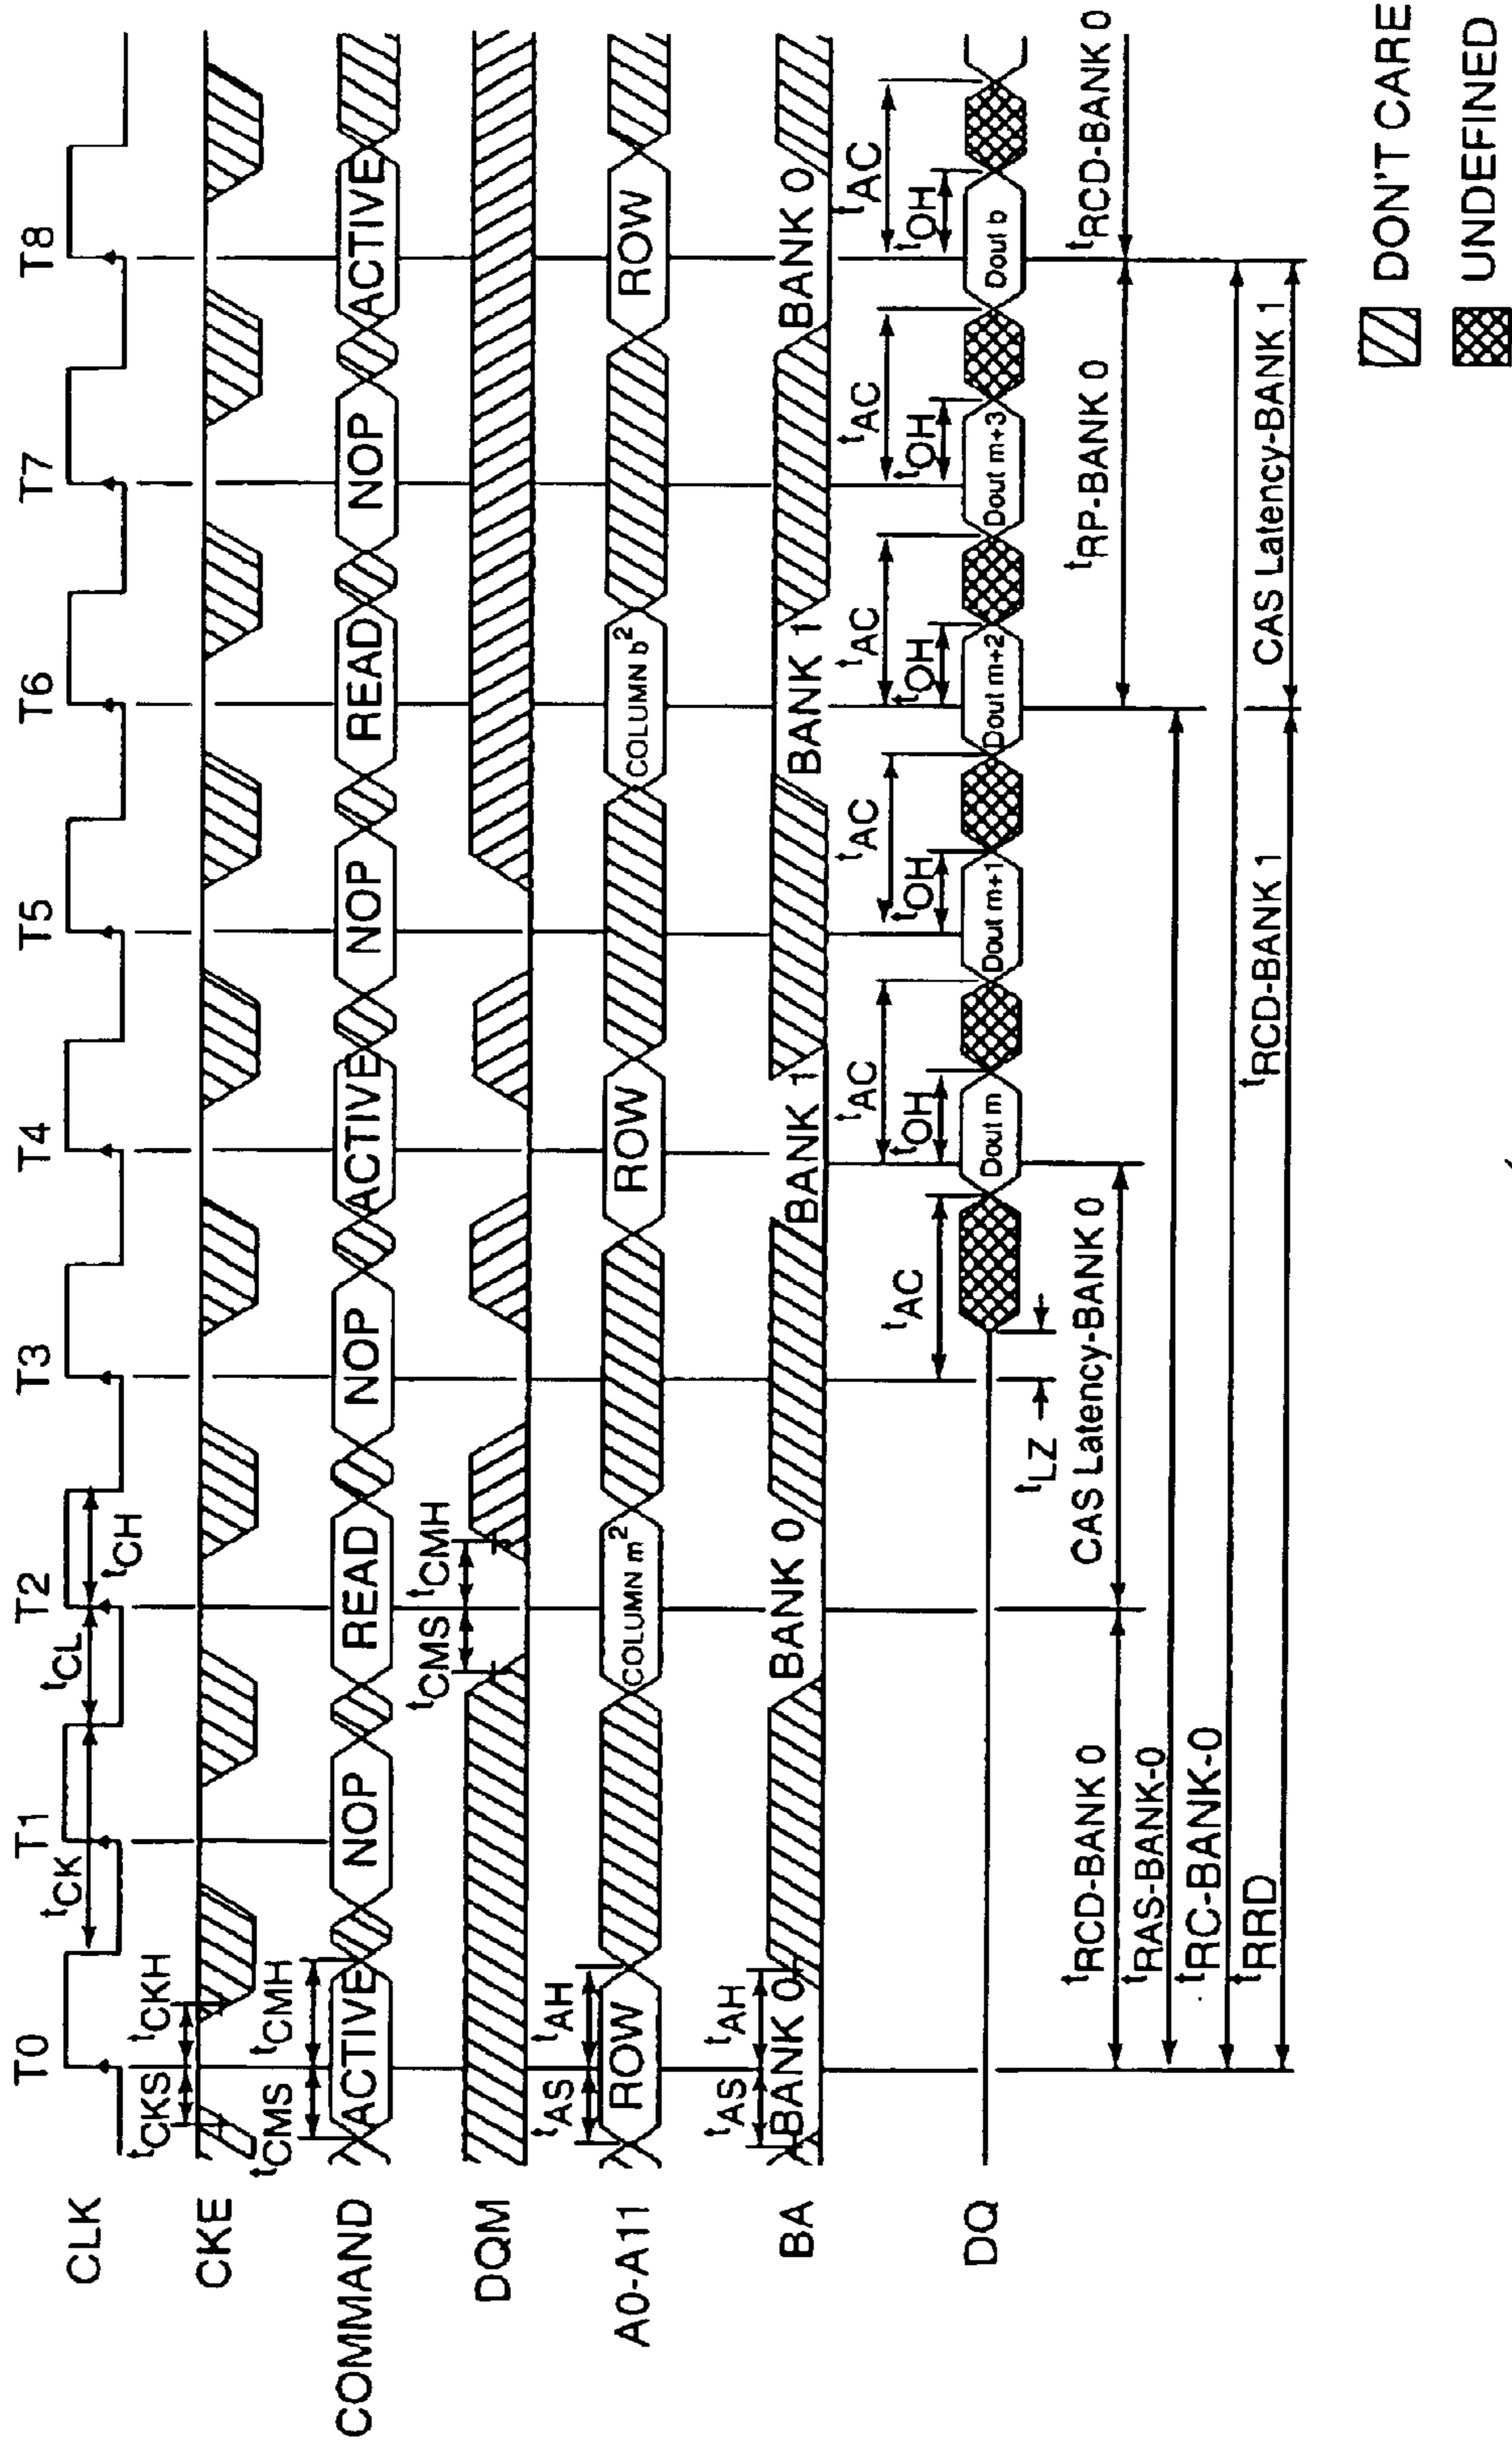 T0 T1 T2 T3 T4 T5 T6 T7 T8
CLK
tCK tCL tCH
tCKS tCKH
CKE
tCMS tCMH
COMMAND ACTIVE NOP READ NOP ACTIVE NOP READ NOP ACTIVE
tCMS tCMH
DQM
tAS tAH
A0-A11 ROW COLUMN m2 ROW COLUMN b2 ROW
tAS tAH
BA BANK 0 BANK 0 BANK 1 BANK 1 BANK 0
tAC tAC tAC tAC tAC tAC
tOH tOH tOH tOH tOH
DQ Dout m Dout m+1 Dout m+2 Dout m+3 Dout b
tLZ
tRCD-BANK 0 CAS Latency-BANK 0 tRP-BANK 0 tRCD-BANK 0
tRAS-BANK-0
tRC-BANK-0
tRRD tRCD-BANK 1 CAS Latency-BANK 1
DON'T CARE
UNDEFINED